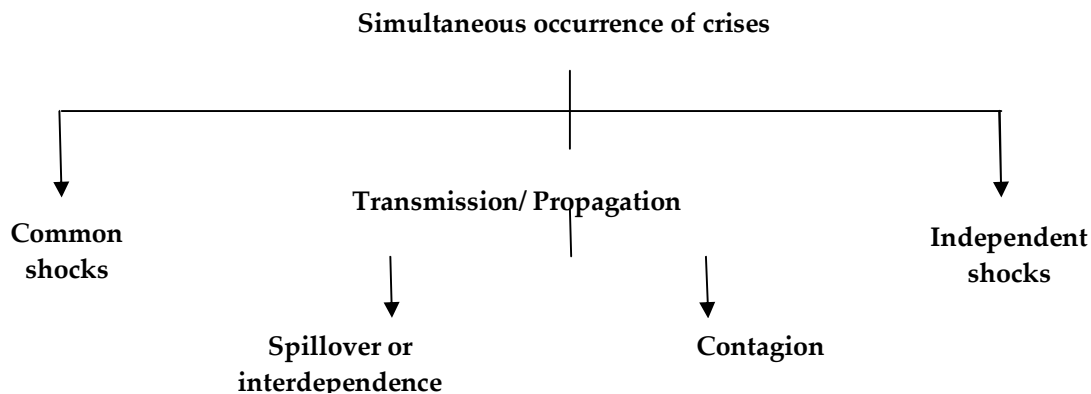 Simultaneous occurrence of crises
Transmission/ Propagation
Common
shocks
Independent
shocks
Spillover or
interdependence
Contagion